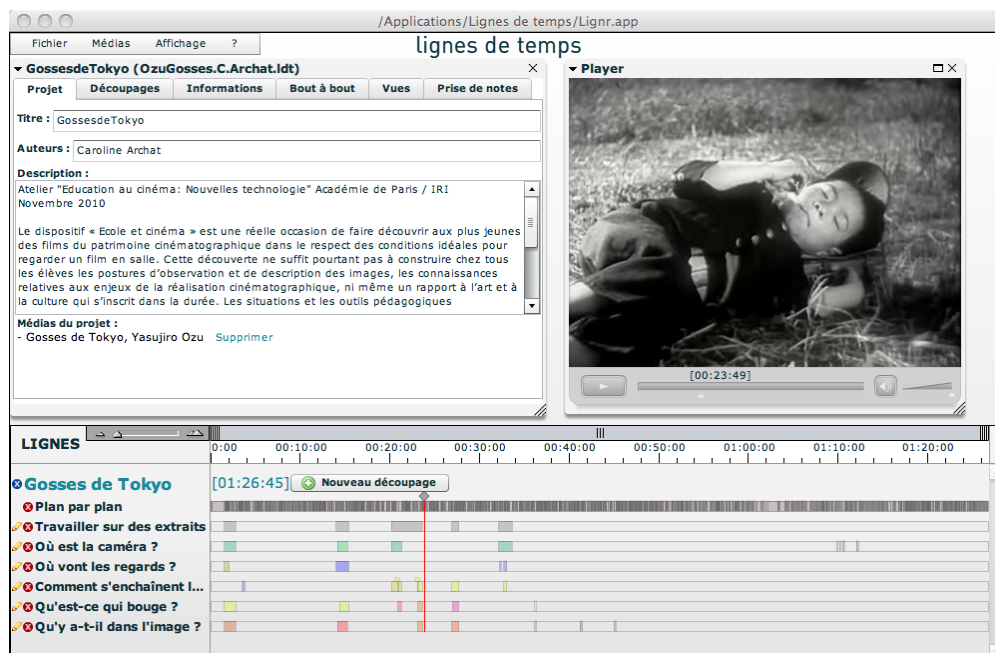 /Applications/Lignes de temps/Lignr.app
Fichier Médias Affichage ?
lignes de temps
GossesdeTokyo (OzuGosses.C.Archat.ldt)
Projet Découpages Informations Bout à bout Vues Prise de notes
Titre : GossesdeTokyo
Auteurs : Caroline Archat
Description :
Atelier "Education au cinéma: Nouvelles technologie" Académie de Paris / IRI
Novembre 2010
Le dispositif « Ecole et cinéma » est une réelle occasion de faire découvrir aux plus jeunes
des films du patrimoine cinématographique dans le respect des conditions idéales pour
regarder un film en salle. Cette découverte ne suffit pourtant pas à construire chez tous
les élèves les postures d'observation et de description des images, les connaissances
relatives aux enjeux de la réalisation cinématographique, ni même un rapport à l'art et à
la culture qui s'inscrit dans la durée. Les situations et les outils pédagogiques
Médias du projet :
- Gosses de Tokyo, Yasujiro Ozu Supprimer
Player
[00:23:49]
LIGNES
0:00 00:10:00 00:20:00 00:30:00 00:40:00 00:50:00 01:00:00 01:10:00 01:20:00
Gosses de Tokyo [01:26:45] Nouveau découpage
Plan par plan
Travailler sur des extraits
Où est la caméra ?
Où vont les regards ?
Comment s'enchaînent l...
Qu'est-ce qui bouge ?
Qu'y a-t-il dans l'image ?